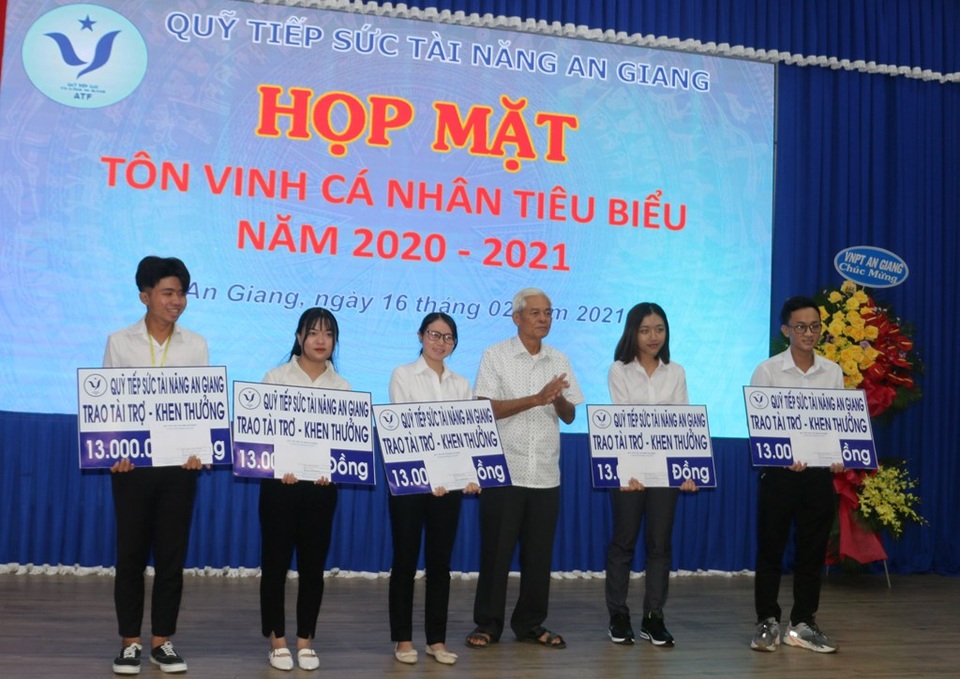 QUỸ TIẾP SỨC TÀI NĂNG AN GIANG
HỌP MẶT
TÔN VINH CÁ NHÂN TIÊU BIỂU
NĂM 2020 - 2021
An Giang, ngày 16 tháng 02 2021
ATF
VNPT AN GIANG
Chúc Mừng
QUỸ TIẾP SỨC TÀI NĂNG AN GIANG
TRAO TÀI TRỢ - KHEN THƯỞNG
13.000.
QUỸ TIẾP SỨC TÀI NĂNG AN GIANG
TRAO TÀI TRỢ - KHEN THƯỞNG
13.00 Đồng
QUỸ TIẾP SỨC TÀI NĂNG AN GIANG
TRAO TÀI TRỢ - KHEN THƯỞNG
13.000 Đồng
QUỸ TIẾP SỨC TÀI NĂNG AN GIANG
TRAO TÀI TRỢ - KHEN THƯỞNG
13. Đồng
QUỸ TIẾP SỨC TÀI NĂNG AN GIANG
TRAO TÀI TRỢ - KHEN THƯỞNG
13.00 Đồng